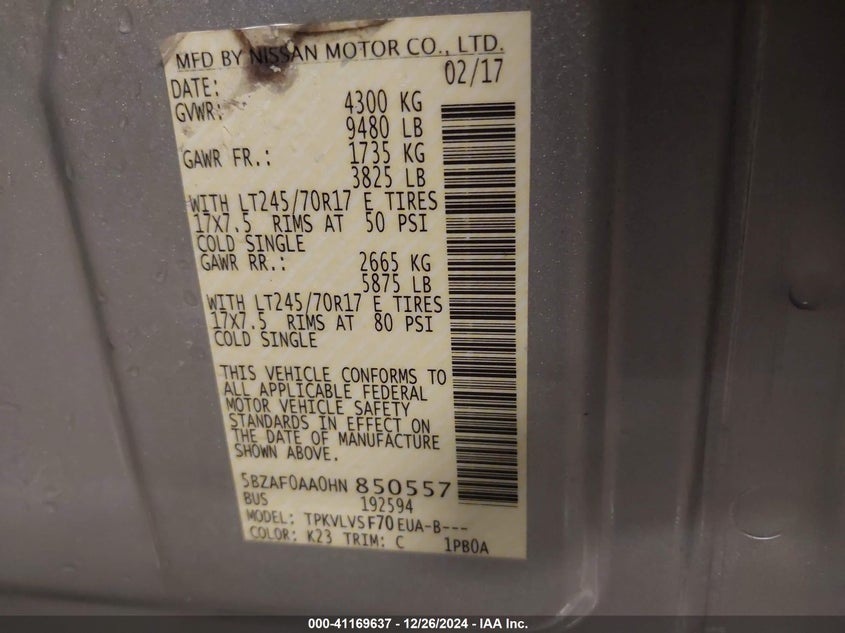 MFD BY NISSAN MOTOR CO., LTD.
DATE: 02/17
GVWR: 4300 KG
9480 LB
GAWR FR.: 1735 KG
3825 LB
WITH LT245/70R17 E TIRES
17X7.5 RIMS AT 50 PSI
COLD SINGLE
GAWR RR.: 2665 KG
5875 LB
WITH LT245/70R17 E TIRES
17X7.5 RIMS AT 80 PSI
COLD SINGLE
THIS VEHICLE CONFORMS TO
ALL APPLICABLE FEDERAL
MOTOR VEHICLE SAFETY
STANDARDS IN EFFECT ON
THE DATE OF MANUFACTURE
SHOWN ABOVE.
5BZAF0AA0HN 850557
BUS 192594
MODEL: TPKVLVSF70EUA-B---
COLOR: K23 TRIM: C 1PB0A
000-41169637 - 12/26/2024 - IAA Inc.